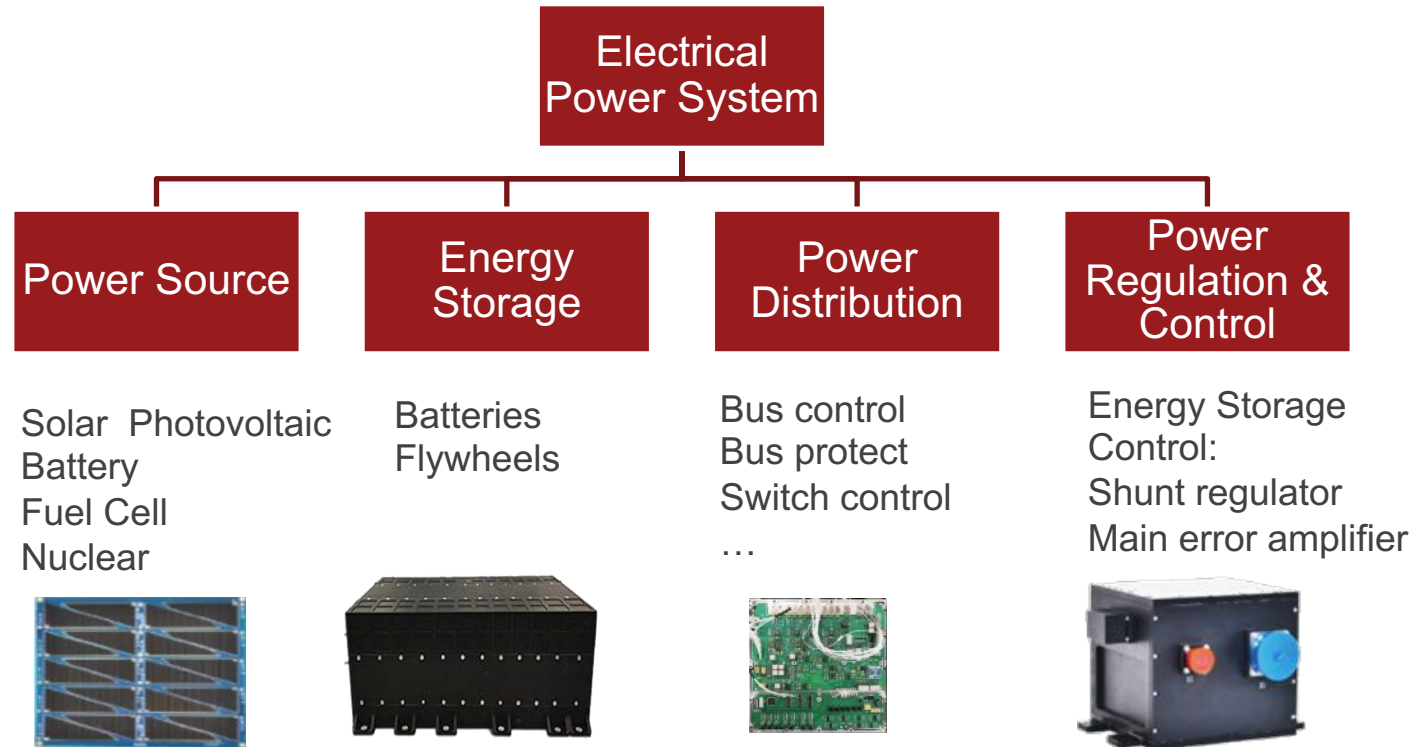 Electrical
Power System
Power Source
Energy
Storage
Power
Distribution
Power
Regulation &
Control
Solar Photovoltaic
Battery
Fuel Cell
Nuclear
Batteries
Flywheels
Bus control
Bus protect
Switch control
…
Energy Storage
Control:
Shunt regulator
Main error amplifier